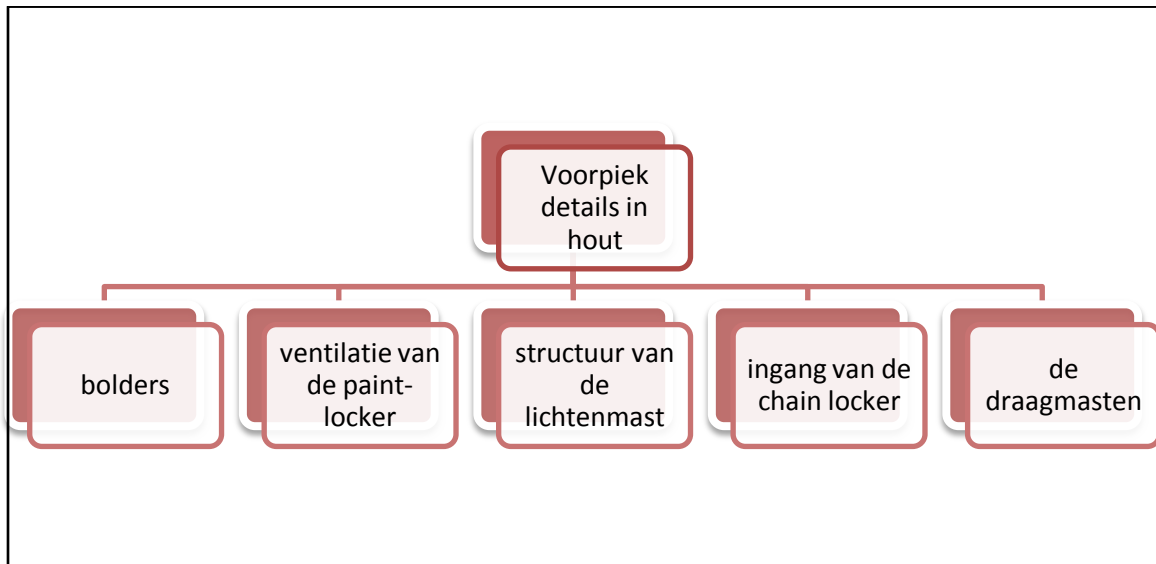 Voorpiek
details in
hout
bolders
ventilatie van
de paint-
locker
structuur van
de
lichtenmast
ingang van de
chain locker
de
draagmasten